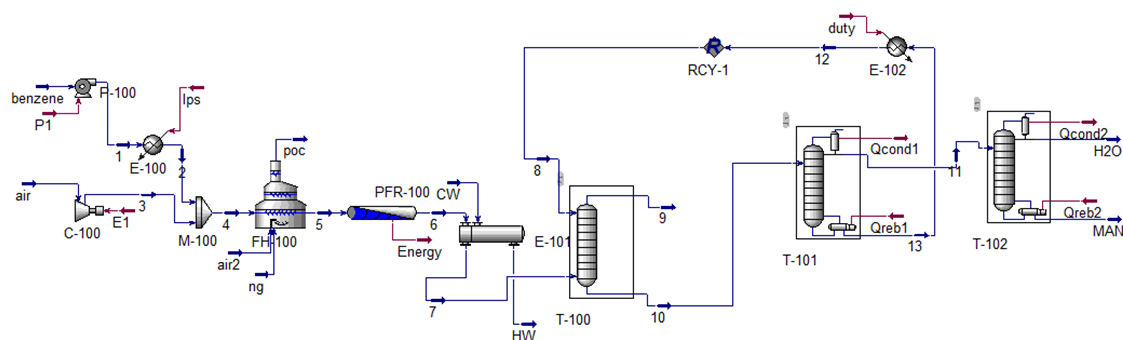 benzene
P-100
P1
1
lps
E-100
2
air
C-100
3
E1
M-100
4
poc
FH-100
air2
ng
5
PFR-100
Energy
6
CW
E-101
7
HW
8
9
T-100
10
RCY-1
12
duty
E-102
Qcond1
T-101
Qreb1
13
11
Qcond2
H2O
T-102
Qreb2
MAN